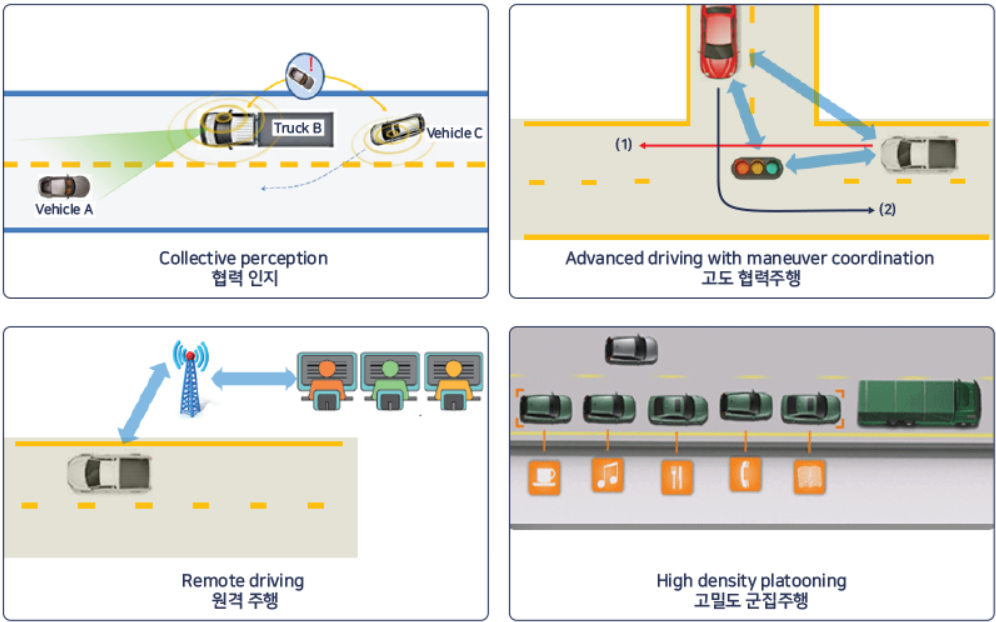 !
Truck B
Vehicle C
Vehicle A
Collective perception
협력 인지
(1)
(2)
Advanced driving with maneuver coordination
고도 협력주행
Remote driving
원격 주행
High density platooning
고밀도 군집주행